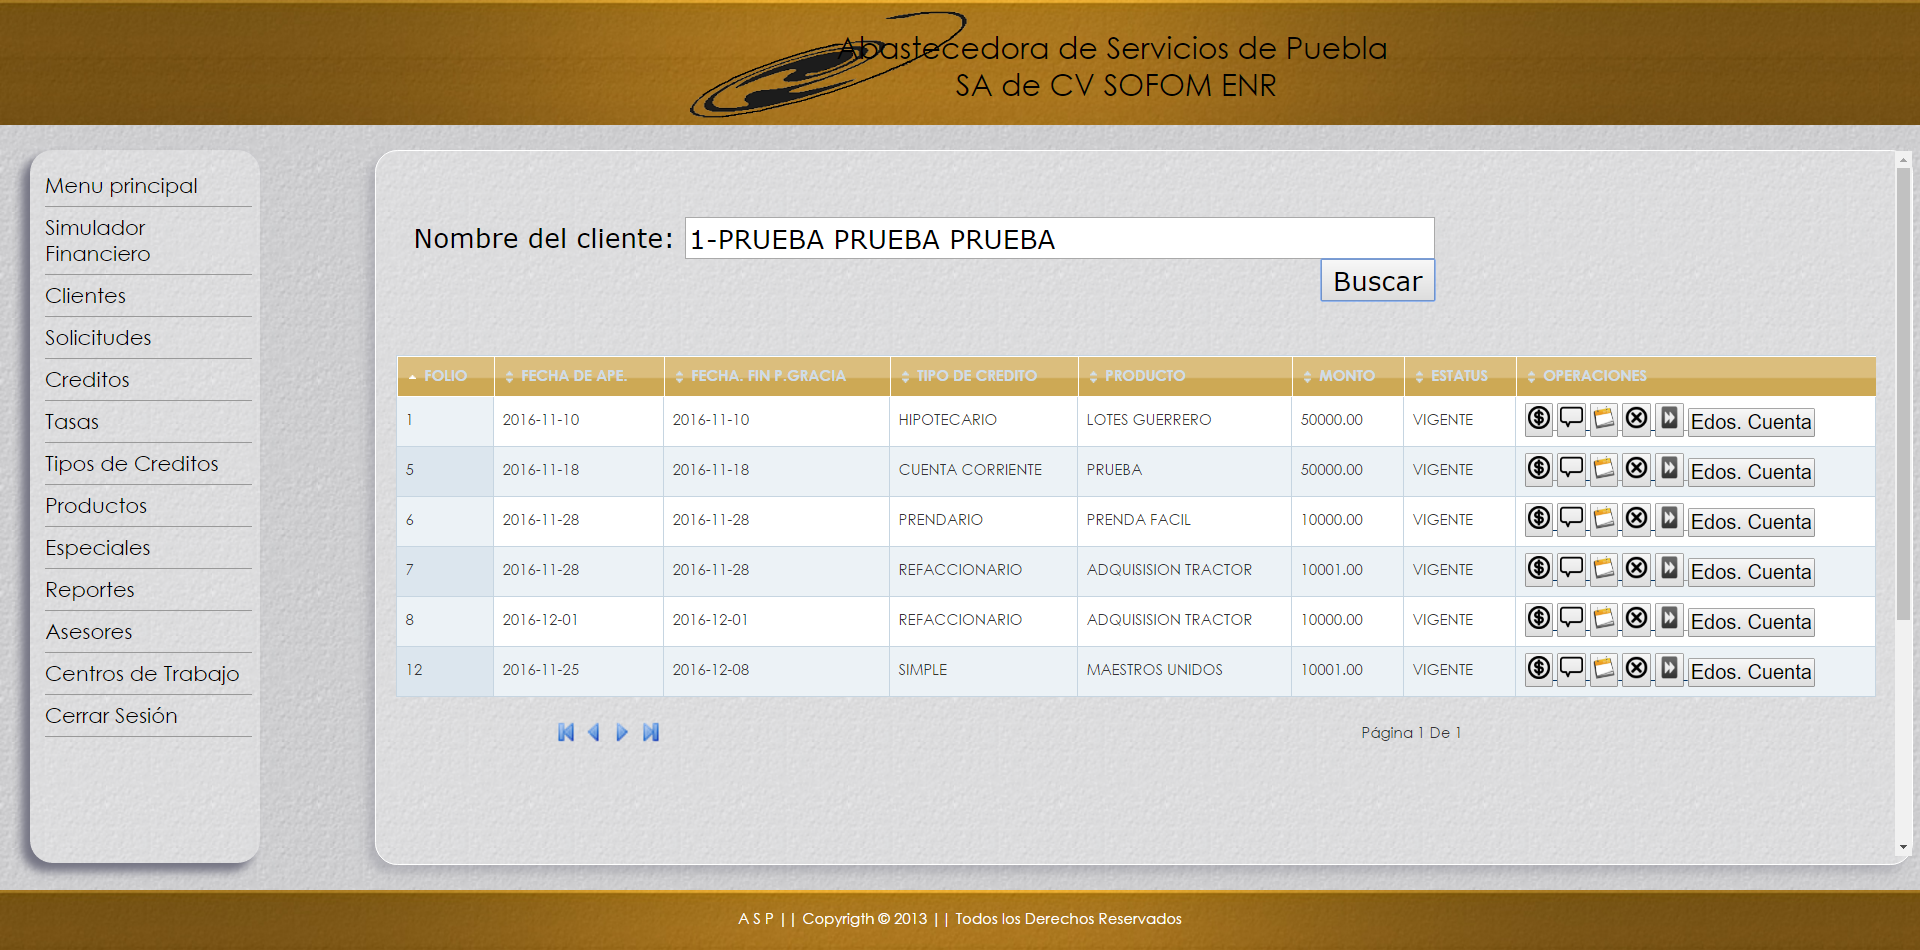 Abastecedora de Servicios de Puebla
SA de CV SOFOM ENR
Menu principal
Simulador
Financiero
Clientes
Solicitudes
Creditos
Tasas
Tipos de Creditos
Productos
Especiales
Reportes
Asesores
Centros de Trabajo
Cerrar Sesión
Nombre del cliente: 1-PRUEBA PRUEBA PRUEBA
Buscar
FOLIO FECHA DE APE. FECHA. FIN P.GRACIA TIPO DE CREDITO PRODUCTO MONTO ESTATUS OPERACIONES
1 2016-11-10 2016-11-10 HIPOTECARIO LOTES GUERRERO 50000.00 VIGENTE Edos. Cuenta
5 2016-11-18 2016-11-18 CUENTA CORRIENTE PRUEBA 50000.00 VIGENTE Edos. Cuenta
6 2016-11-28 2016-11-28 PRENDARIO PRENDA FACIL 10000.00 VIGENTE Edos. Cuenta
7 2016-11-28 2016-11-28 REFACCIONARIO ADQUISISION TRACTOR 10001.00 VIGENTE Edos. Cuenta
8 2016-12-01 2016-12-01 REFACCIONARIO ADQUISISION TRACTOR 10000.00 VIGENTE Edos. Cuenta
12 2016-11-25 2016-12-08 SIMPLE MAESTROS UNIDOS 10001.00 VIGENTE Edos. Cuenta
Página 1 De 1
A S P || Copyrigth © 2013 || Todos los Derechos Reservados